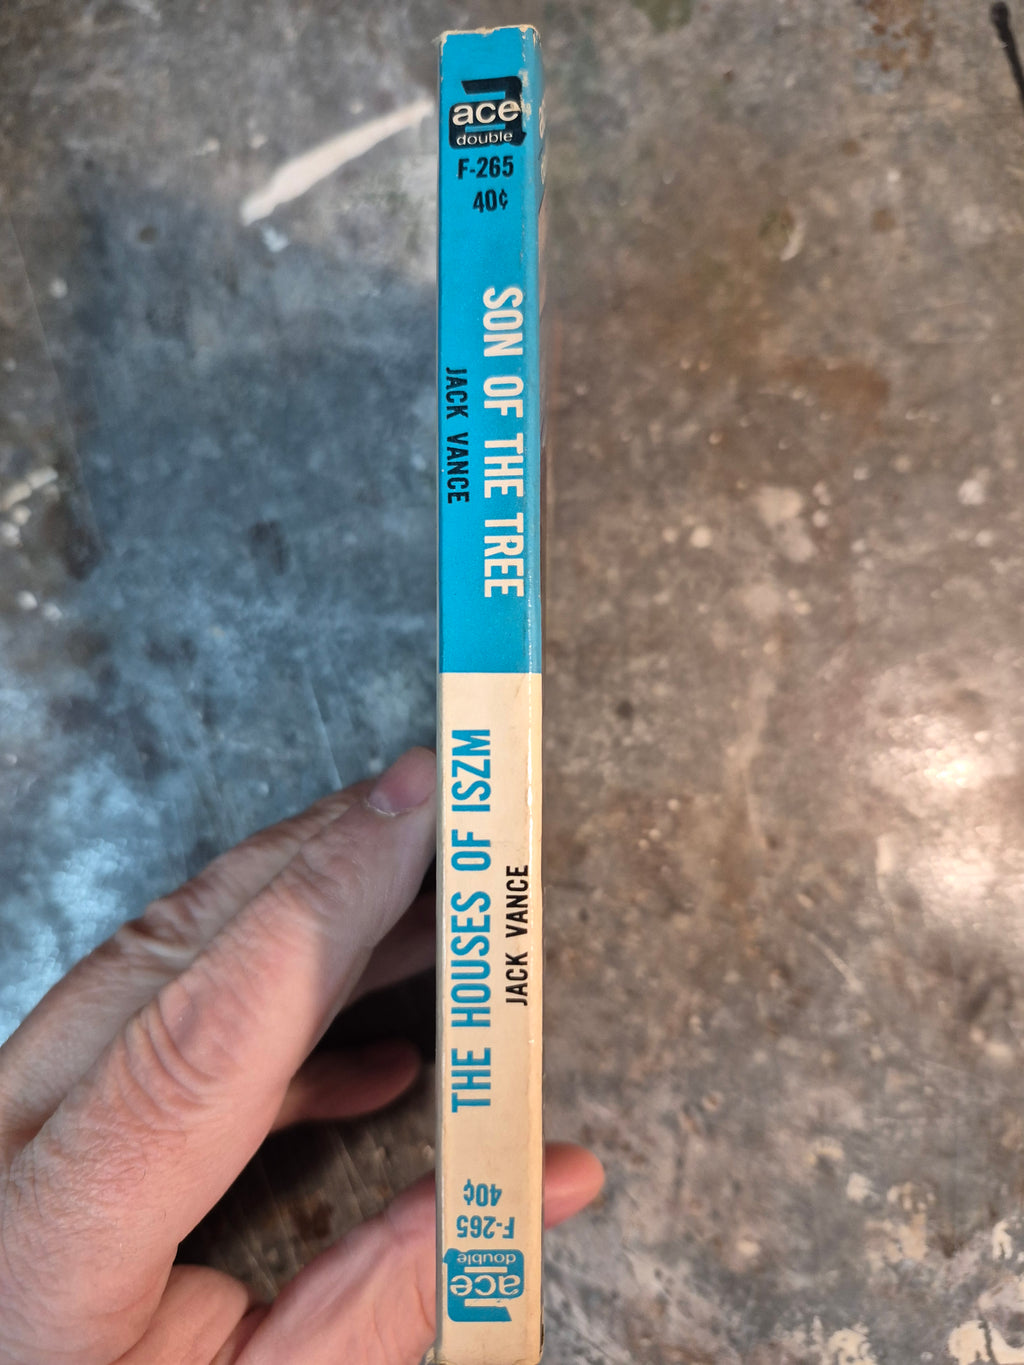 ace
double
F-265
40¢
SON OF THE TREE
JACK VANCE
THE HOUSES OF ISZM
JACK VANCE
40¢
F-265
double
ace